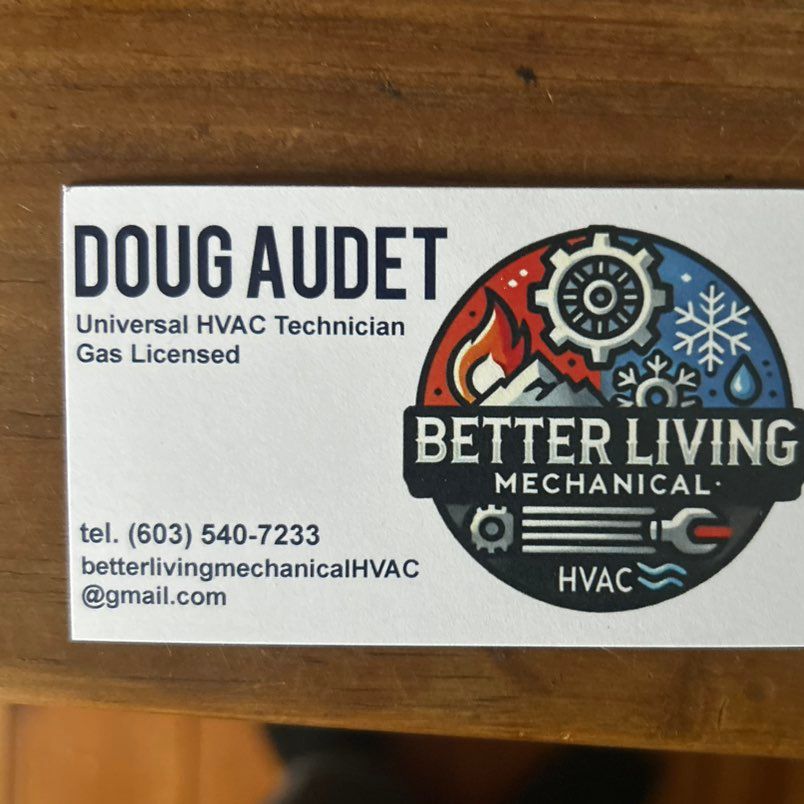 DOUG AUDET
Universal HVAC Technician
Gas Licensed
tel. (603) 540-7233
betterlivingmechanicalHVAC
@gmail.com
BETTER LIVING
MECHANICAL·
HVAC